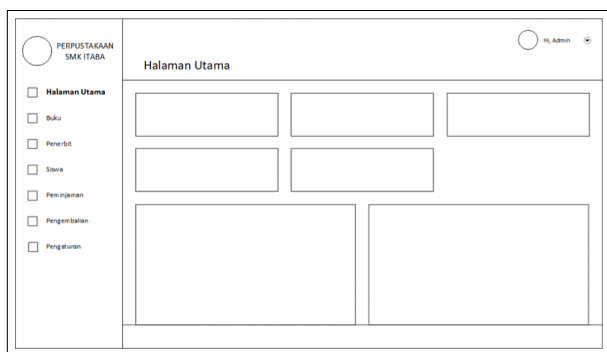 PERPUSTAKAAN
SMK ITABA
Hi, Admin
Halaman Utama
Halaman Utama
Buku
Penerbit
Siswa
Peminjaman
Pengembalian
Pengaturan